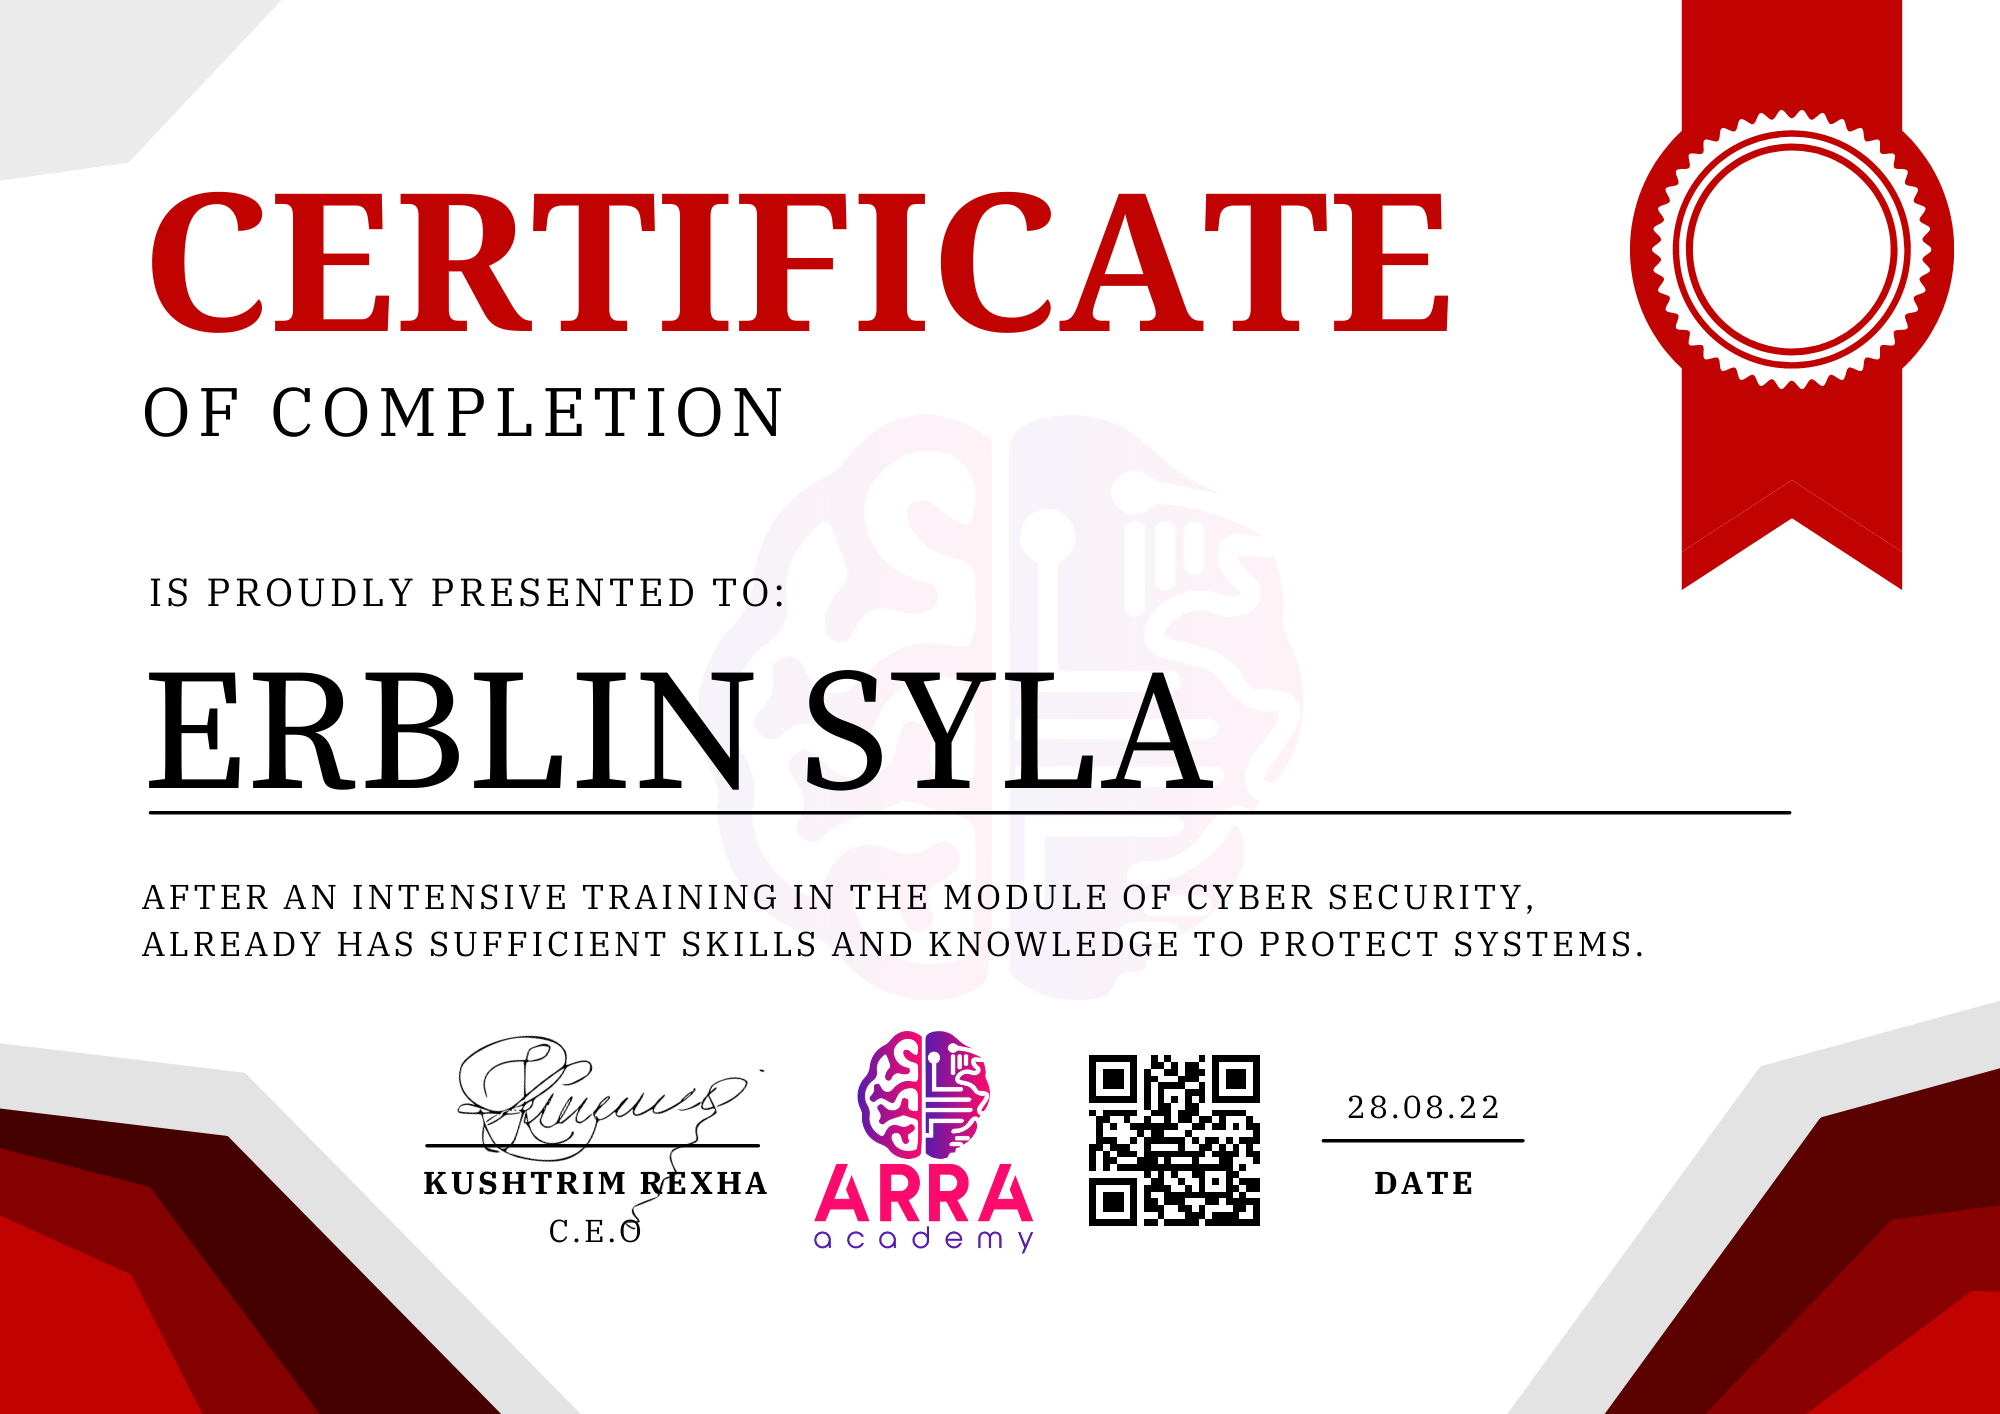 CERTIFICATE
OF COMPLETION
IS PROUDLY PRESENTED TO:
ERBLIN SYLA
AFTER AN INTENSIVE TRAINING IN THE MODULE OF CYBER SECURITY,
ALREADY HAS SUFFICIENT SKILLS AND KNOWLEDGE TO PROTECT SYSTEMS.
KUSHTRIM REXHA
C.E.O
ARRA
academy
28.08.22
DATE